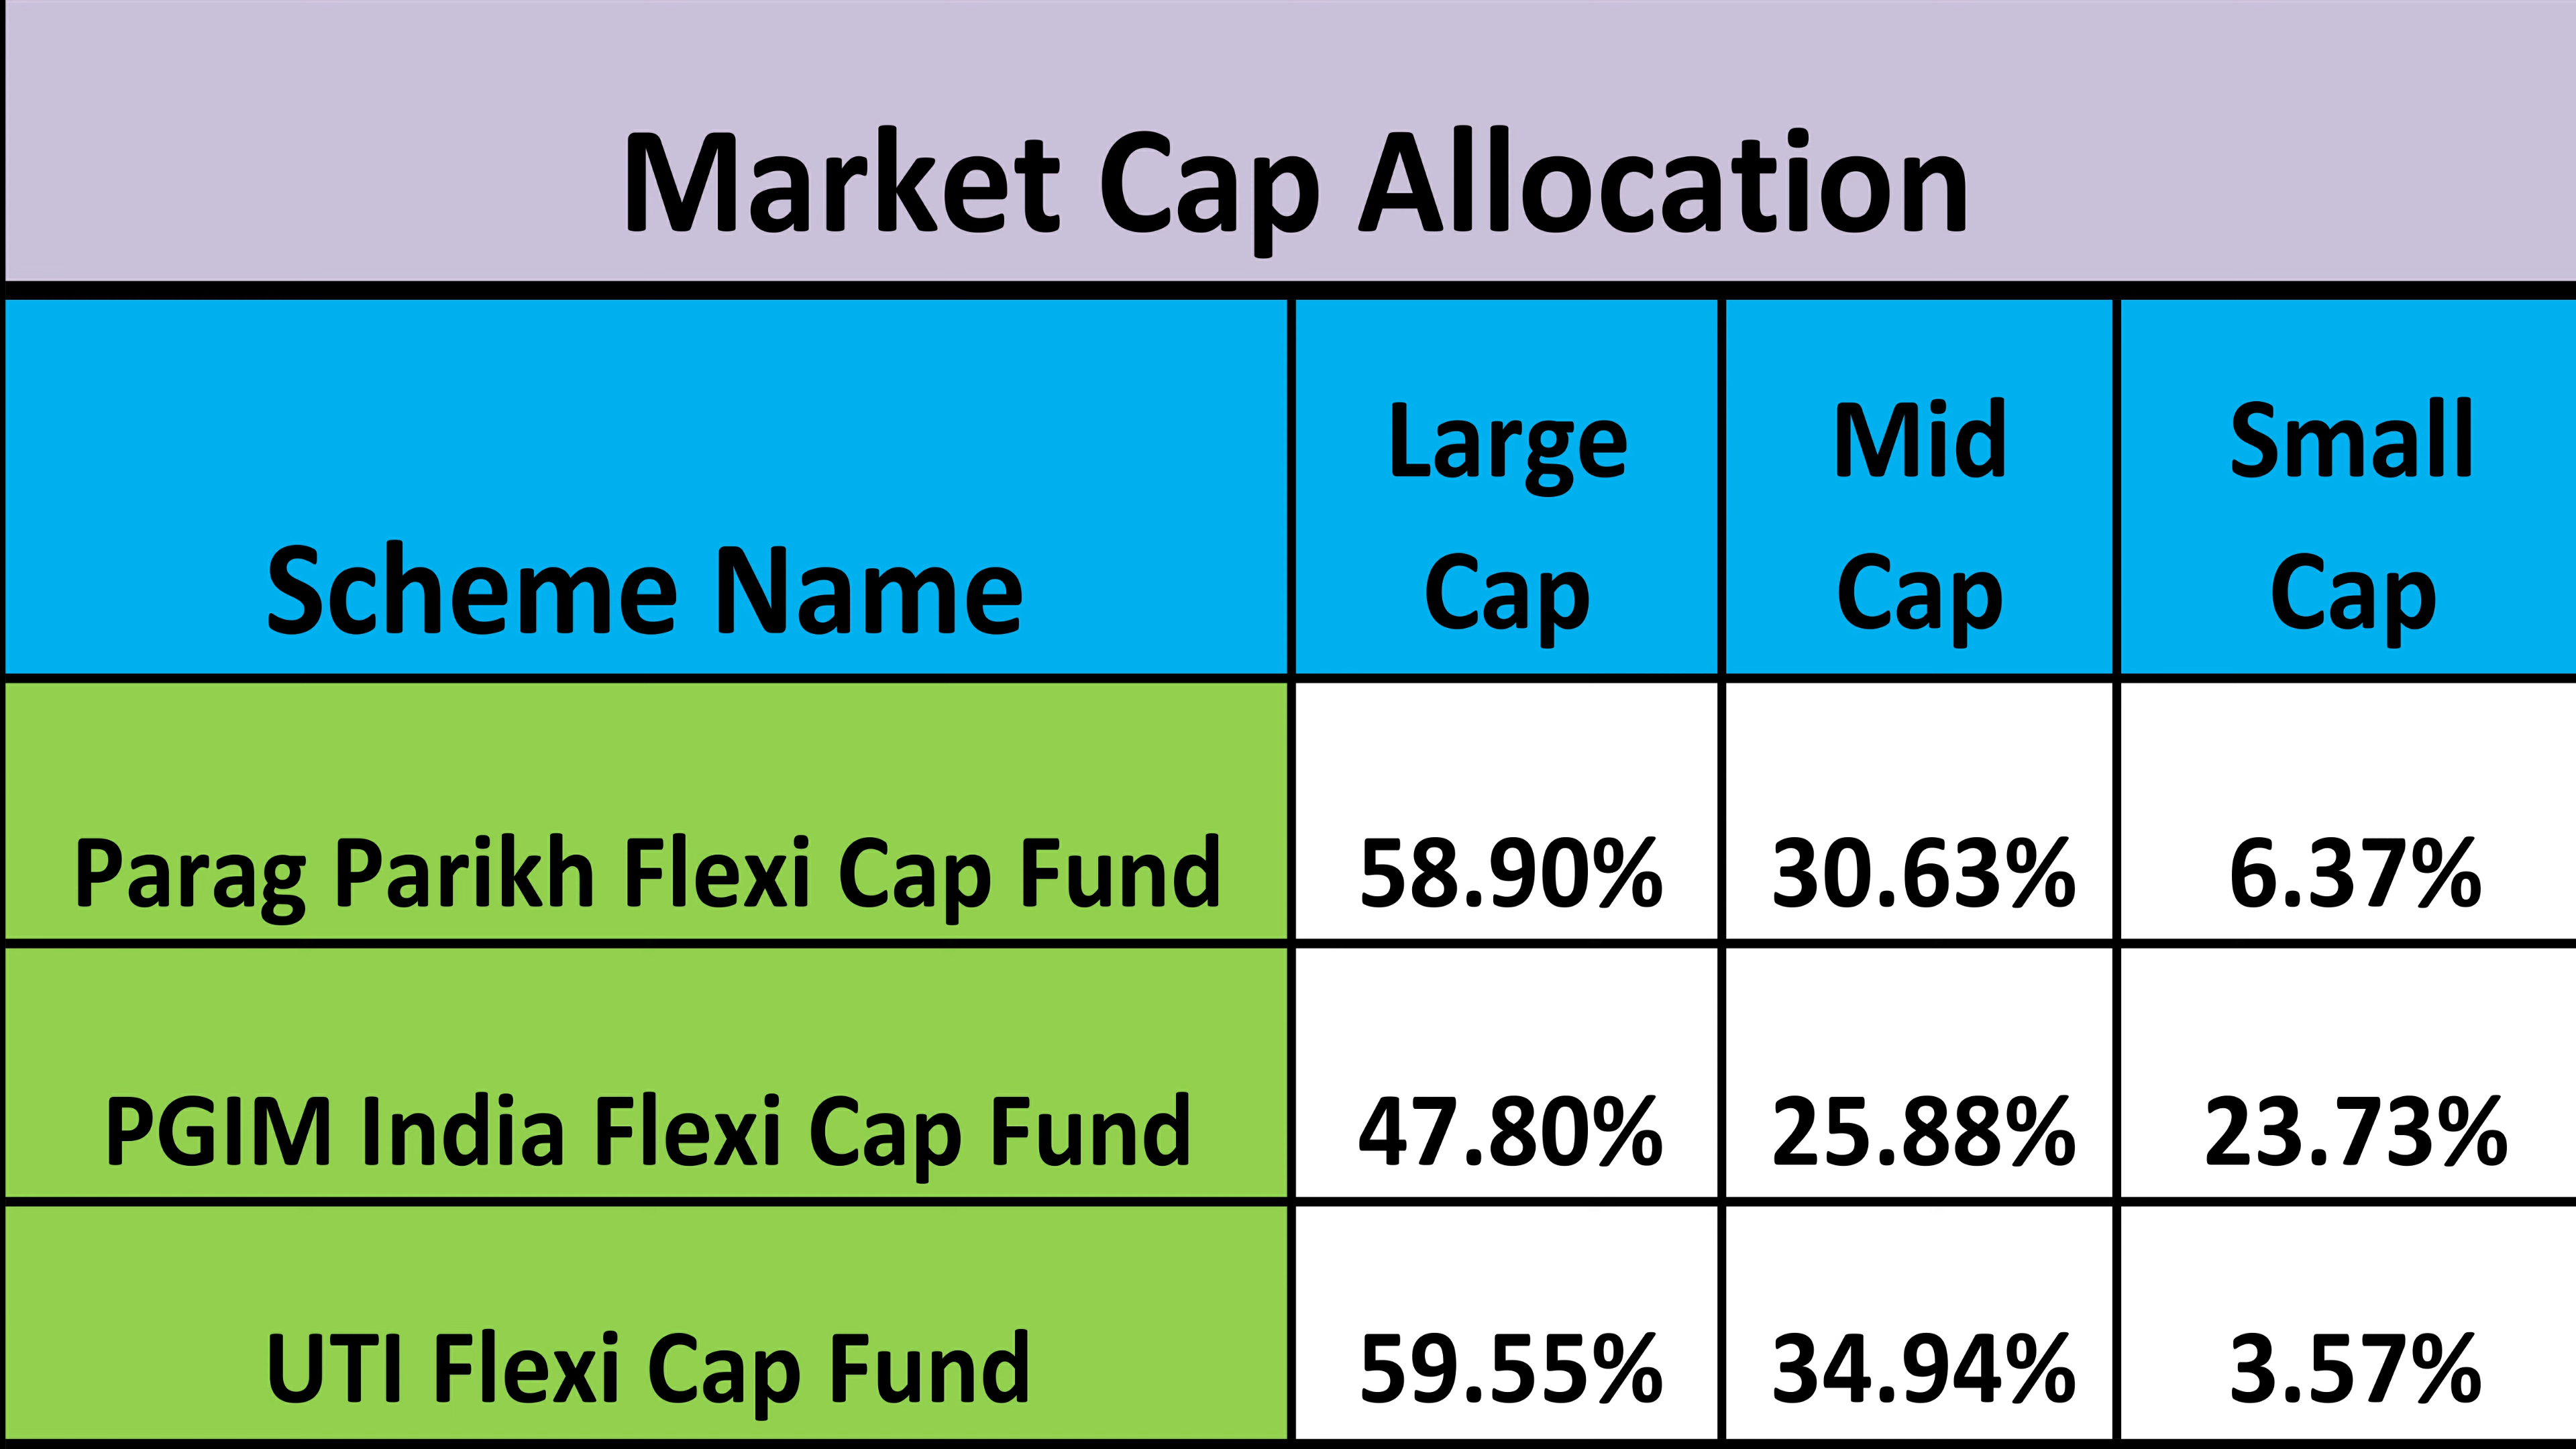 Market Cap Allocation
Scheme Name Large Cap Mid Cap Small Cap
Parag Parikh Flexi Cap Fund 58.90% 30.63% 6.37%
PGIM India Flexi Cap Fund 47.80% 25.88% 23.73%
UTI Flexi Cap Fund 59.55% 34.94% 3.57%